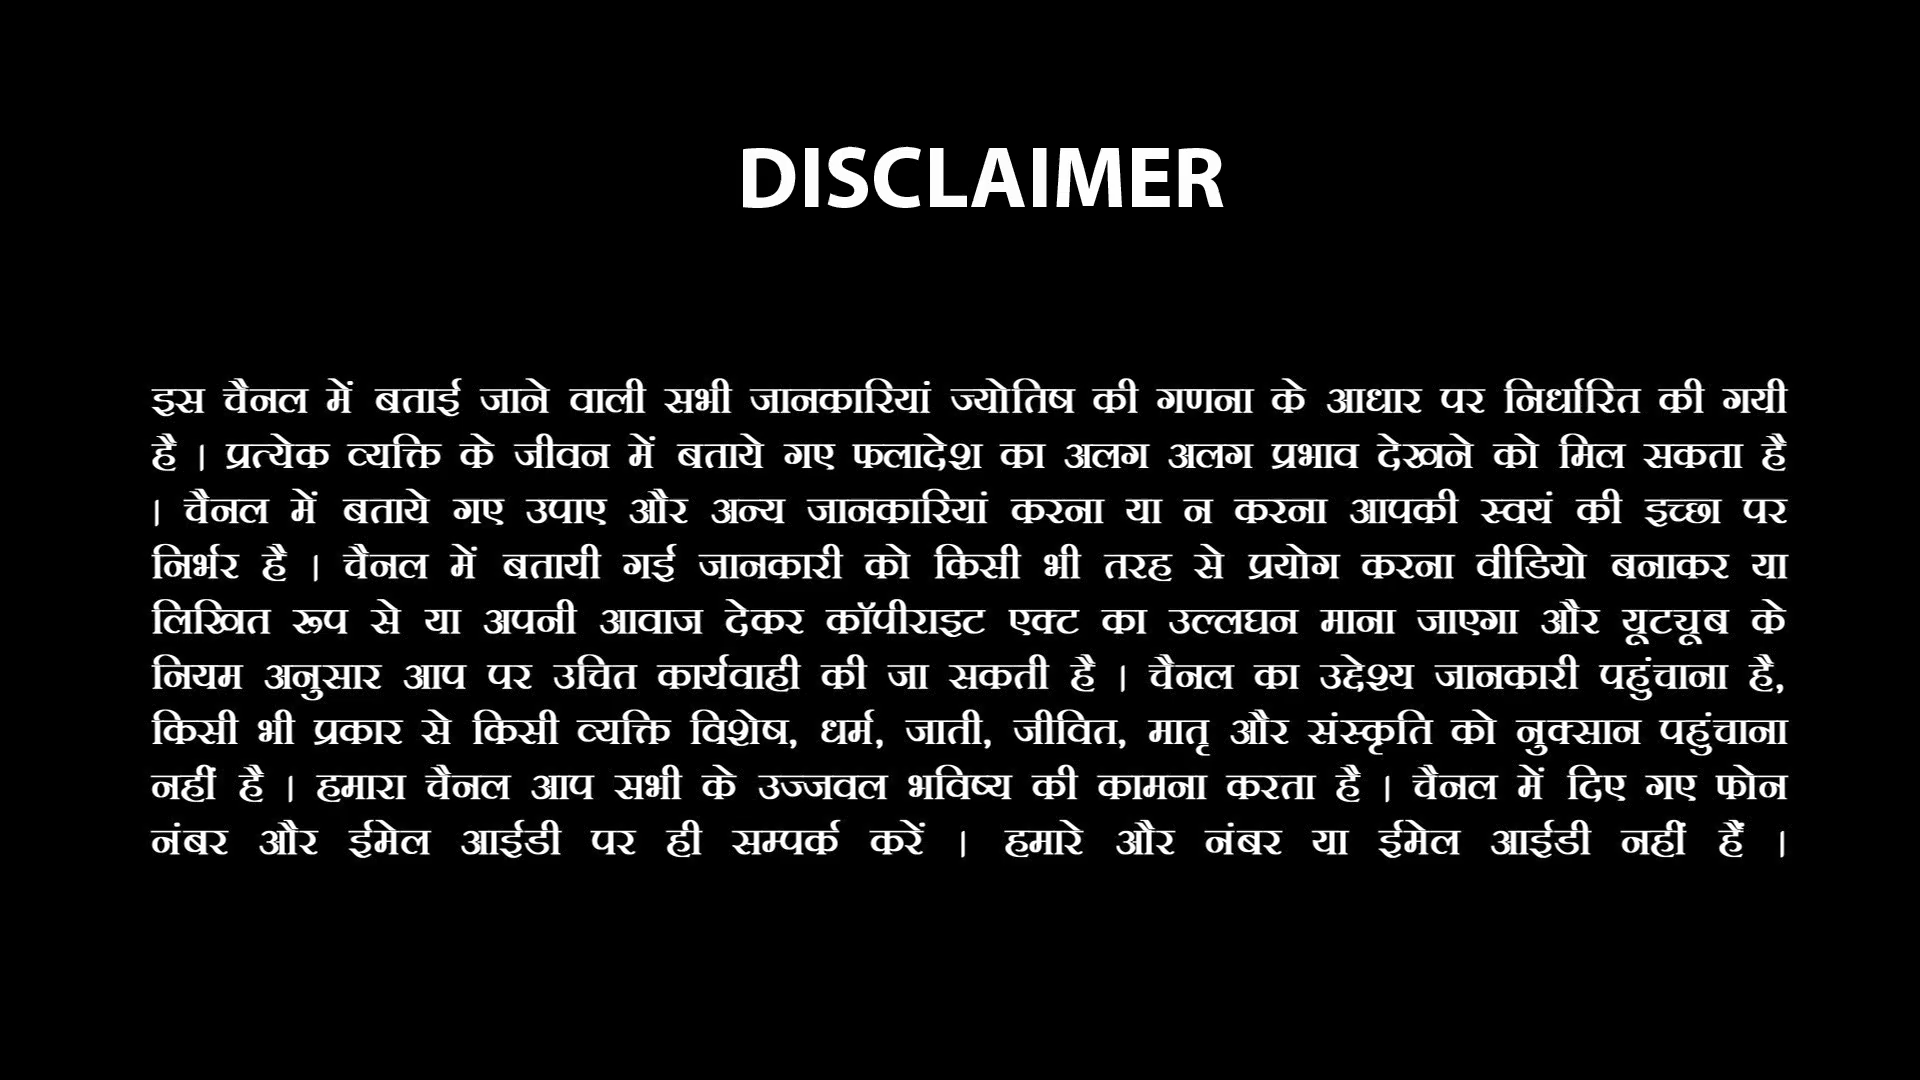 DISCLAIMER
इस चैनल में बताई जाने वाली सभी जानकारियां ज्योतिष की गणना के आधार पर निर्धारित की गयी
है । प्रत्येक व्यक्ति के जीवन में बताये गए फलादेश का अलग अलग प्रभाव देखने को मिल सकता है
। चैनल में बताये गए उपाए और अन्य जानकारियां करना या न करना आपकी स्वयं की इच्छा पर
निर्भर है । चैनल में बतायी गई जानकारी को किसी भी तरह से प्रयोग करना वीडियो बनाकर या
लिखित रूप से या अपनी आवाज देकर कॉपीराइट एक्ट का उल्लघन माना जाएगा और यूट्यूब के
नियम अनुसार आप पर उचित कार्यवाही की जा सकती है । चैनल का उद्देश्य जानकारी पहुंचाना है,
किसी भी प्रकार से किसी व्यक्ति विशेष, धर्म, जाती, जीवित, मातृ और संस्कृति को नुक्सान पहुंचाना
नहीं है । हमारा चैनल आप सभी के उज्जवल भविष्य की कामना करता है । चैनल में दिए गए फोन
नंबर और ईमेल आईडी पर ही सम्पर्क करें । हमारे और नंबर या ईमेल आईडी नहीं हैं ।